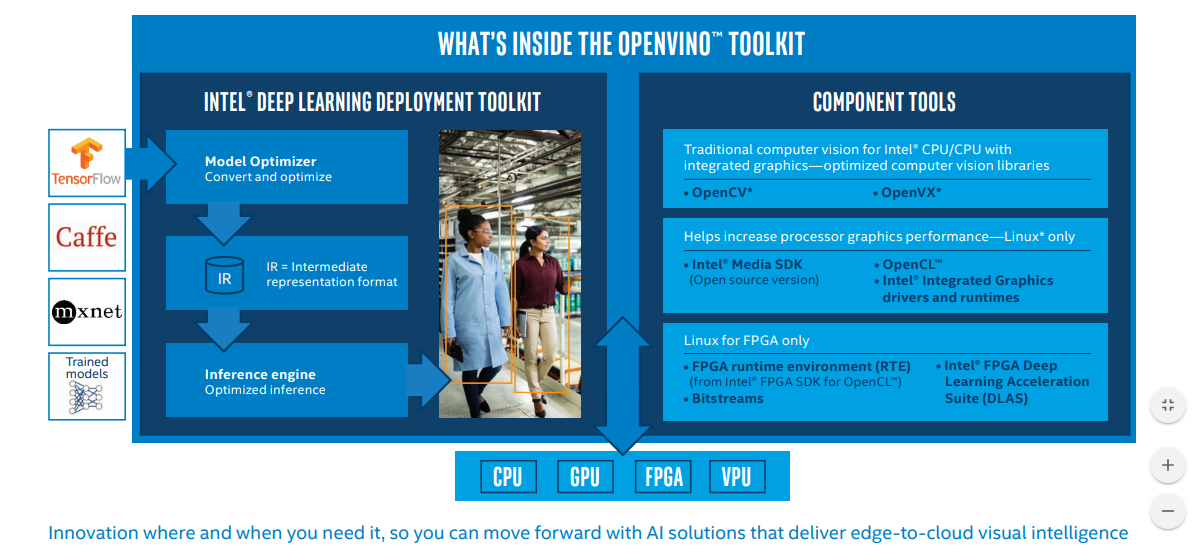 WHAT'S INSIDE THE OPENVINO™ TOOLKIT
INTEL® DEEP LEARNING DEPLOYMENT TOOLKIT
TensorFlow
Caffe
mxnet
Trained
models
Model Optimizer
Convert and optimize
IR
IR = Intermediate
representation format
Inference engine
Optimized inference
COMPONENT TOOLS
Traditional computer vision for Intel® CPU/CPU with
integrated graphics—optimized computer vision libraries
• OpenCV*
• OpenVX*
Helps increase processor graphics performance—Linux* only
• Intel® Media SDK
(Open source version)
• OpenCL™
• Intel® Integrated Graphics
drivers and runtimes
Linux for FPGA only
• FPGA runtime environment (RTE)
(from Intel® FPGA SDK for OpenCL™)
• Bitstreams
• Intel® FPGA Deep
Learning Acceleration
Suite (DLAS)
CPU
GPU
FPGA
VPU
Innovation where and when you need it, so you can move forward with AI solutions that deliver edge-to-cloud visual intelligence